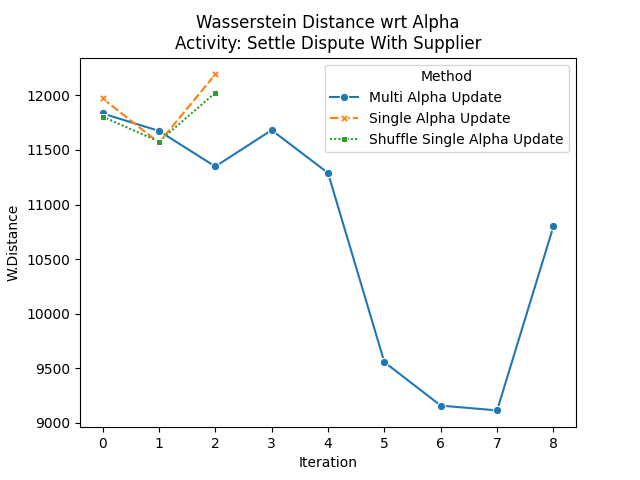 Wasserstein Distance wrt Alpha
Activity: Settle Dispute With Supplier
Method
Multi Alpha Update
Single Alpha Update
Shuffle Single Alpha Update
W.Distance
12000
11500
11000
10500
10000
9500
9000
0 1 2 3 4 5 6 7 8
Iteration